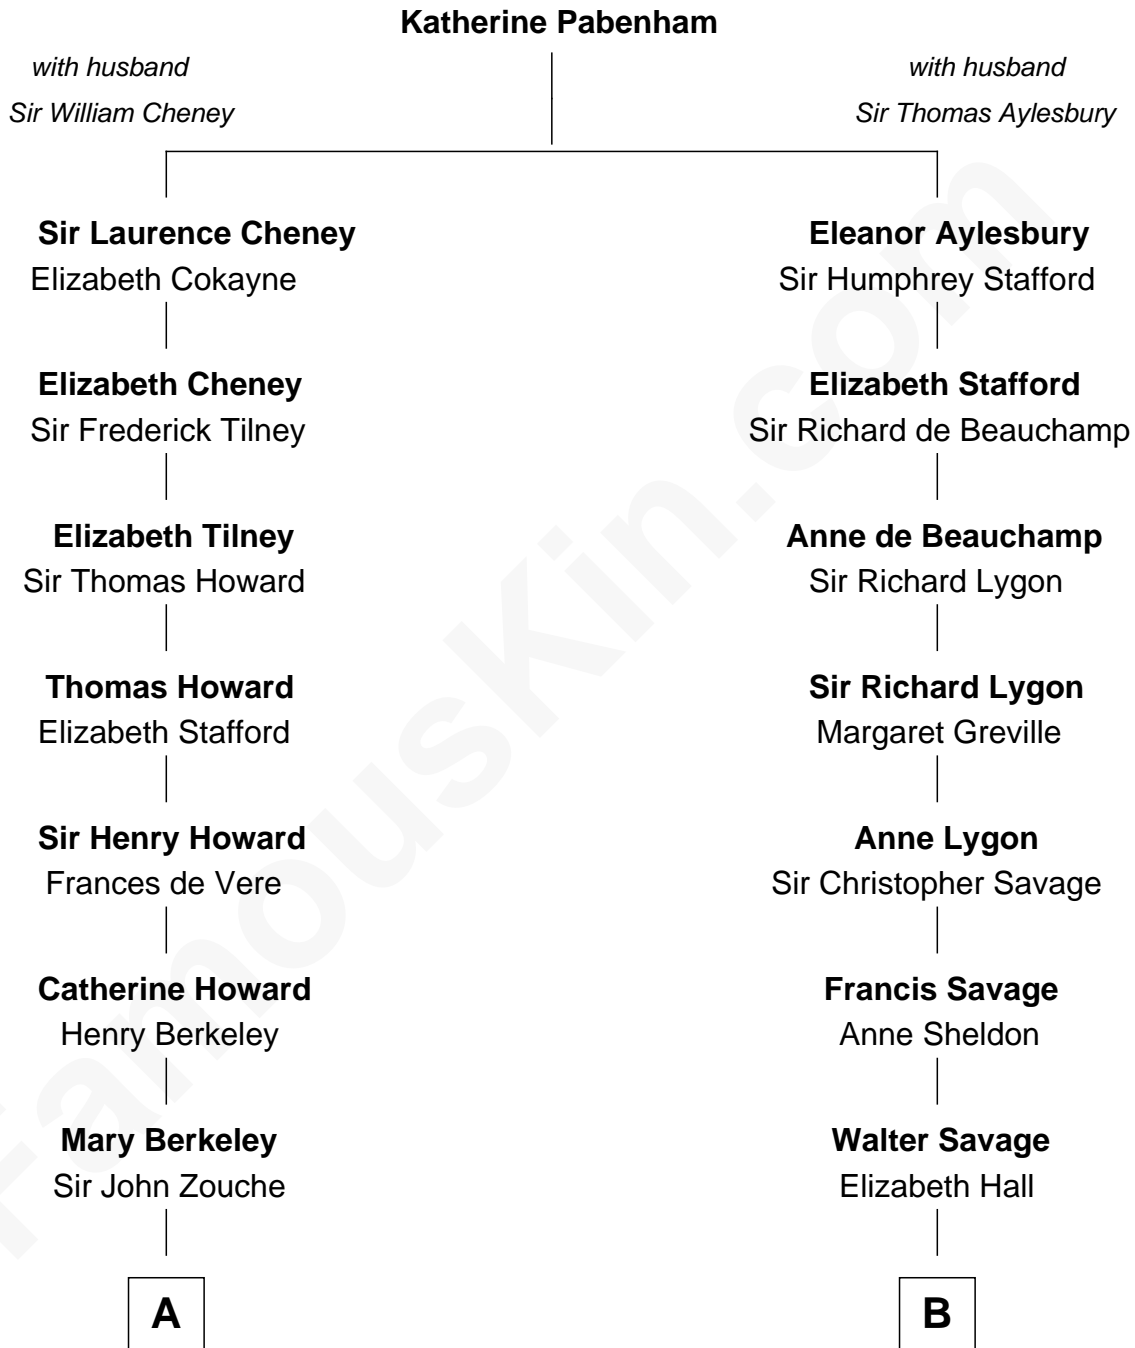 Katherine Pabenham
with husband
Sir William Cheney
with husband
Sir Thomas Aylesbury
Sir Laurence Cheney
Elizabeth Cokayne
Eleanor Aylesbury
Sir Humphrey Stafford
Elizabeth Cheney
Sir Frederick Tilney
Elizabeth Stafford
Sir Richard de Beauchamp
Elizabeth Tilney
Sir Thomas Howard
Anne de Beauchamp
Sir Richard Lygon
Thomas Howard
Elizabeth Stafford
Sir Richard Lygon
Margaret Greville
Sir Henry Howard
Frances de Vere
Anne Lygon
Sir Christopher Savage
Catherine Howard
Henry Berkeley
Francis Savage
Anne Sheldon
Mary Berkeley
Sir John Zouche
Walter Savage
Elizabeth Hall
A
B
FamousKin.com